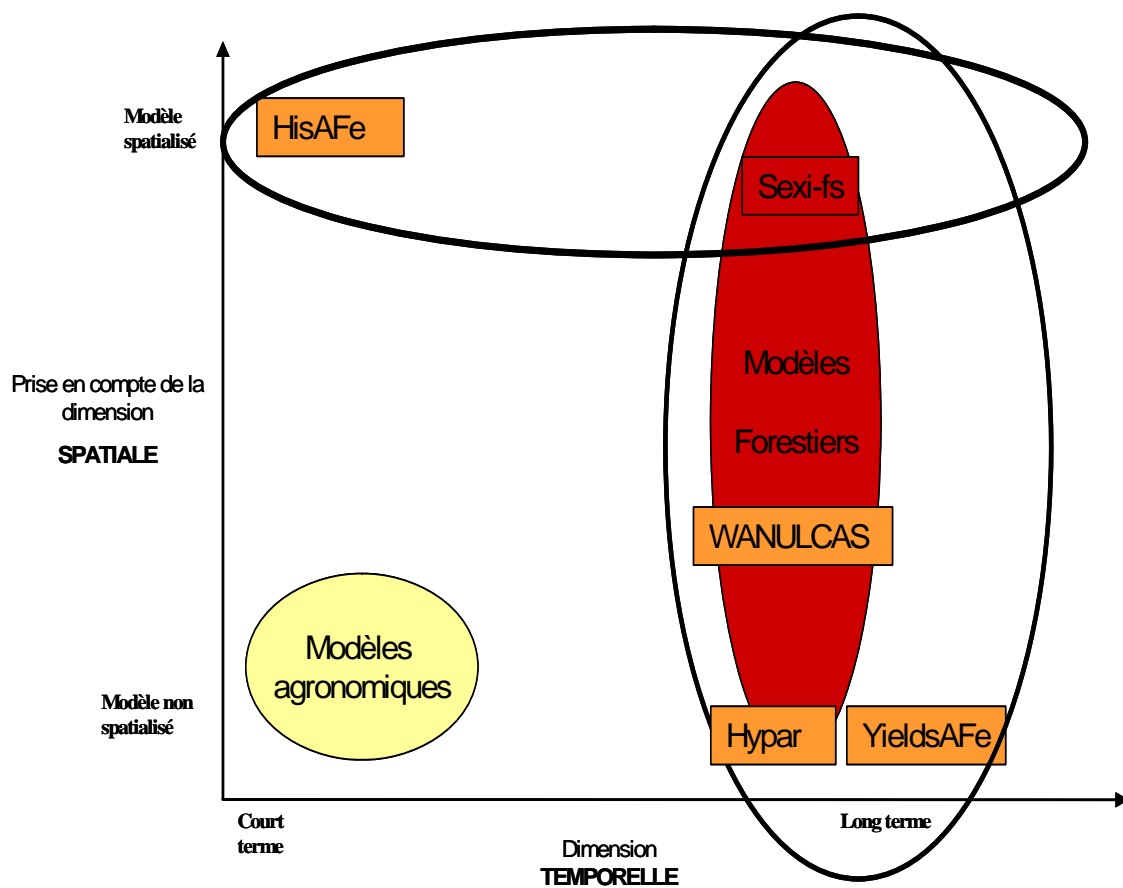 Modèle
spatialisé
HisAFe
Sexi-fs
Prise en compte de la
dimension
SPATIALE
Modèles
Forestiers
WANULCAS
Modèles
agronomiques
Modèle non
spatialisé
Hypar
YieldsAFe
Court
terme
Long terme
Dimension
TEMPORELLE